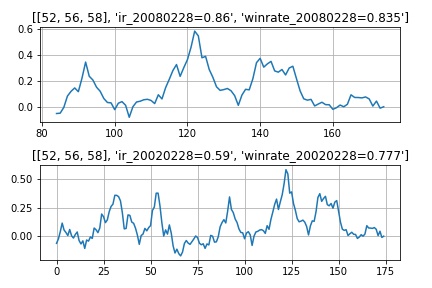 [[52, 56, 58], 'ir_20080228=0.86', 'winrate_20080228=0.835']
0.6
0.4
0.2
0.0
80 100 120 140 160
[[52, 56, 58], 'ir_20020228=0.59', 'winrate_20020228=0.777']
0.50
0.25
0.00
0 25 50 75 100 125 150 175